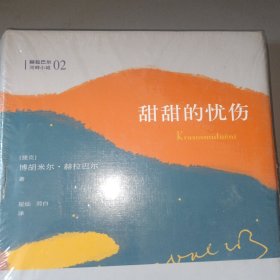 赫拉巴尔
河畔小城 02
甜甜的忧伤
Krasosmutnění
[捷克]
博胡米尔·赫拉巴尔
著
星灿 劳白
译